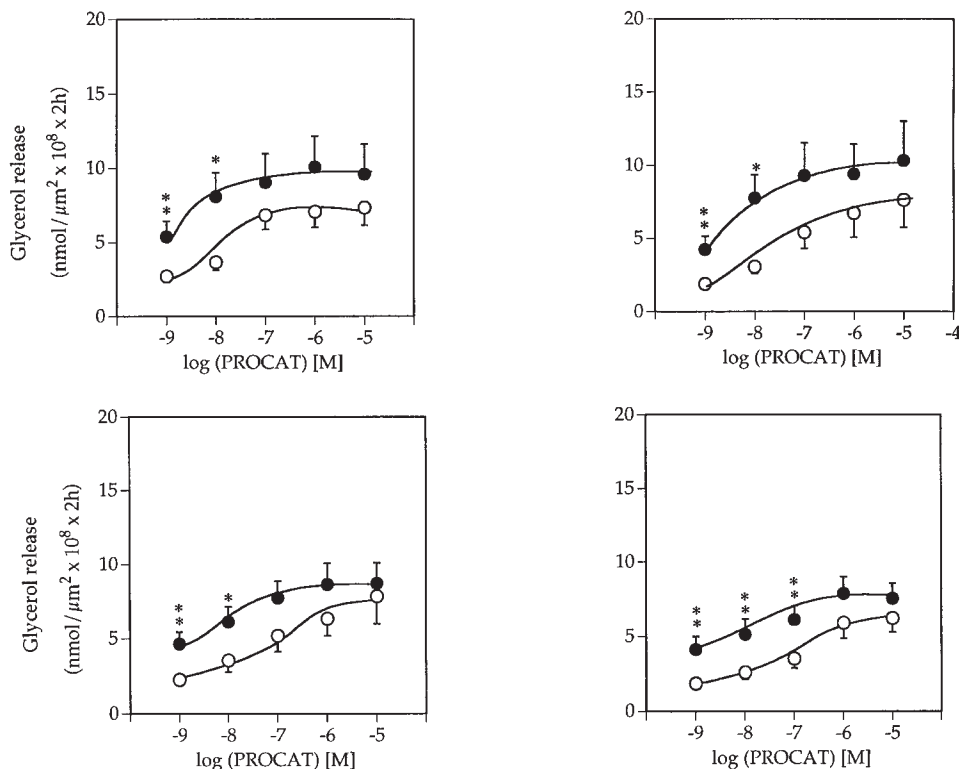 20
15
10
5
0
Glycerol release
(nmol/μm² x 10⁸ x 2h)
**
*
-9 -8 -7 -6 -5
log (PROCAT) [M]
20
15
10
5
0
**
*
-9 -8 -7 -6 -5 -4
log (PROCAT) [M]
20
15
10
5
0
Glycerol release
(nmol/μm² x 10⁸ x 2h)
**
*
-9 -8 -7 -6 -5
log (PROCAT) [M]
20
15
10
5
0
**
**
**
-9 -8 -7 -6 -5
log (PROCAT) [M]